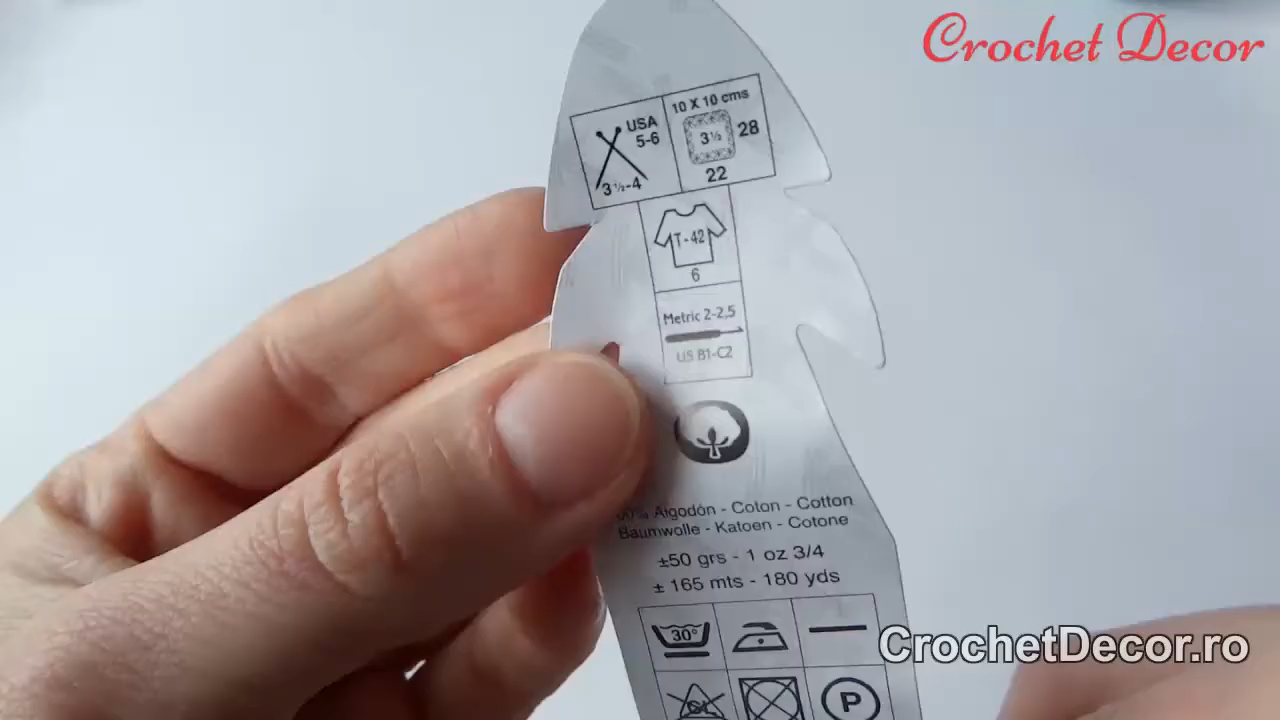 Crochet Decor
USA
5-6
3 ½-4
10 X 10 cms
3½
28
22
T-42
6
Metric 2-2,5
US B1-C2
Algodón - Coton - Cotton
Baumwolle - Katoen - Cotone
±50 grs - 1 oz 3/4
± 165 mts - 180 yds
30°
CrochetDecor.ro
P